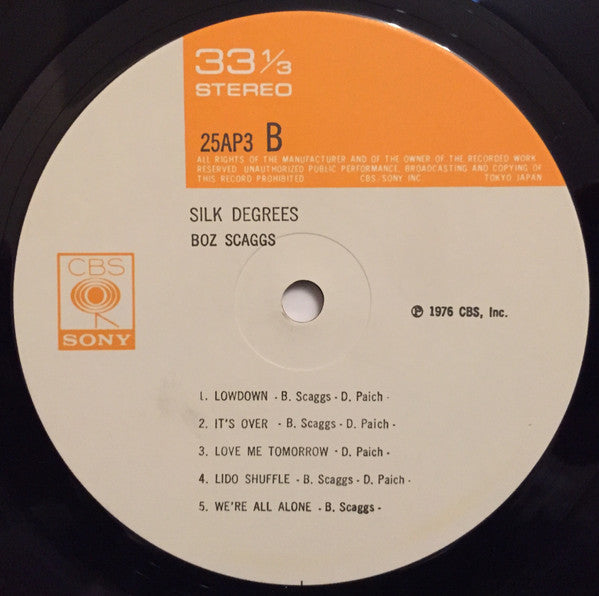 33 1/3
STEREO
25AP3 B
ALL RIGHTS OF THE MANUFACTURER AND OF THE OWNER OF THE RECORDED WORK
RESERVED. UNAUTHORIZED PUBLIC PERFORMANCE, BROADCASTING AND COPYING OF
THIS RECORD PROHIBITED CBS/SONY INC. TOKYO JAPAN
SILK DEGREES
BOZ SCAGGS
CBS
SONY
℗ 1976 CBS, Inc.
1. LOWDOWN - B. Scaggs - D. Paich -
2. IT'S OVER - B. Scaggs - D. Paich -
3. LOVE ME TOMORROW - D. Paich -
4. LIDO SHUFFLE - B. Scaggs - D. Paich -
5. WE'RE ALL ALONE - B. Scaggs -